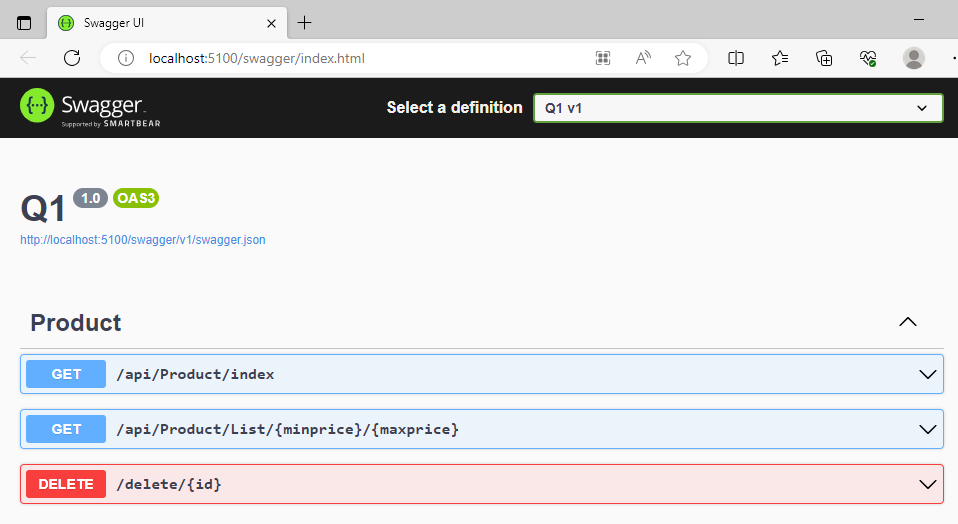 Swagger UI
localhost:5100/swagger/index.html
Swagger
Supported by SMARTBEAR
Select a definition
Q1 v1
Q1 1.0 OAS3
http://localhost:5100/swagger/v1/swagger.json
Product
GET /api/Product/index
GET /api/Product/List/{minprice}/{maxprice}
DELETE /delete/{id}